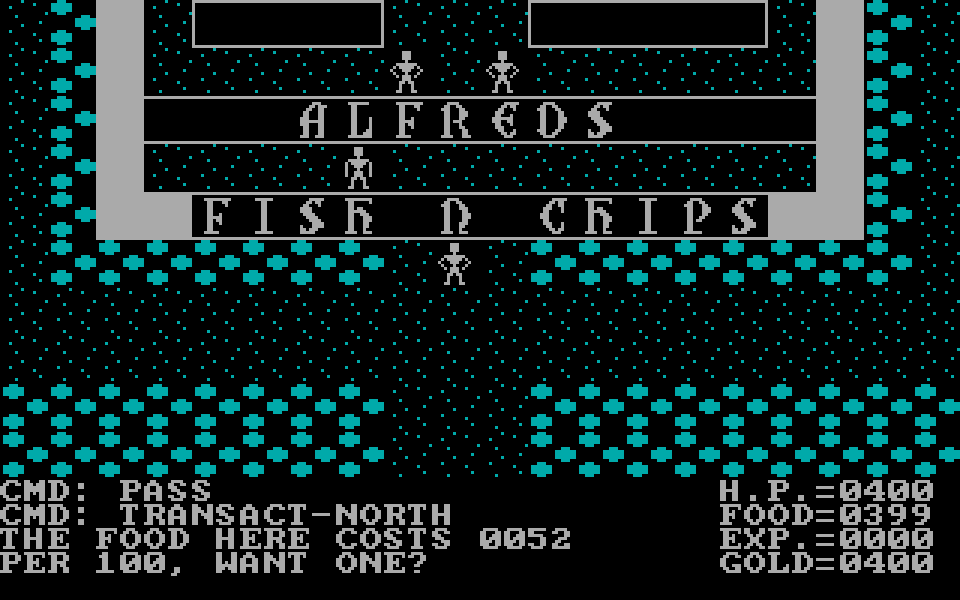 ALFREDS
FISH N CHIPS
CMD: PASS
CMD: TRANSACT-NORTH
THE FOOD HERE COSTS 0052
PER 100, WANT ONE?
H.P.=0400
FOOD=0399
EXP.=0000
GOLD=0400